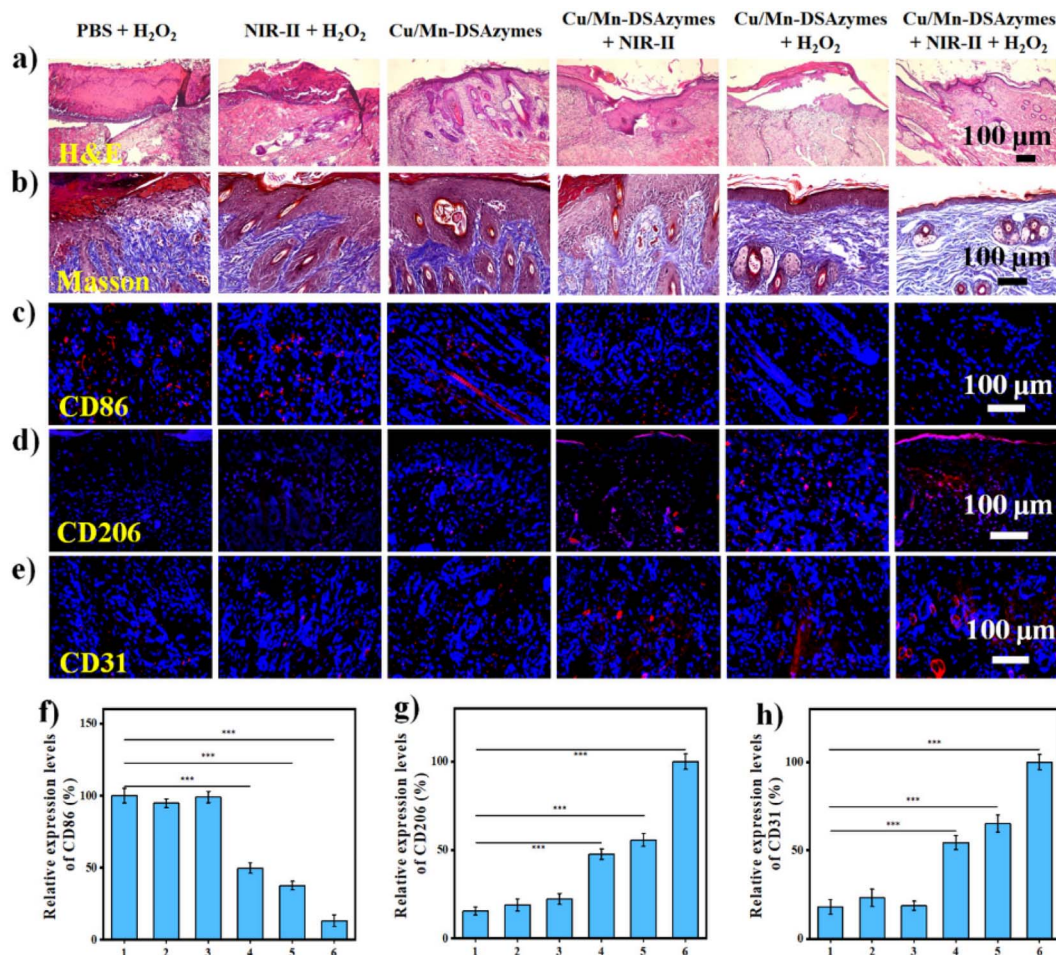 PBS + H₂O₂
NIR-II + H₂O₂
Cu/Mn-DSAzymes
Cu/Mn-DSAzymes
+ NIR-II
Cu/Mn-DSAzymes
+ H₂O₂
Cu/Mn-DSAzymes
+ NIR-II + H₂O₂
a)
H&E
100 μm
b)
Masson
100 μm
c)
CD86
100 μm
d)
CD206
100 μm
e)
CD31
100 μm
f)
Relative expression levels
of CD86 (%)
150
100
50
0
***
***
***
1 2 3 4 5 6
g)
Relative expression levels
of CD206 (%)
100
50
0
***
***
***
1 2 3 4 5 6
h)
Relative expression levels
of CD31 (%)
100
50
0
***
***
***
1 2 3 4 5 6